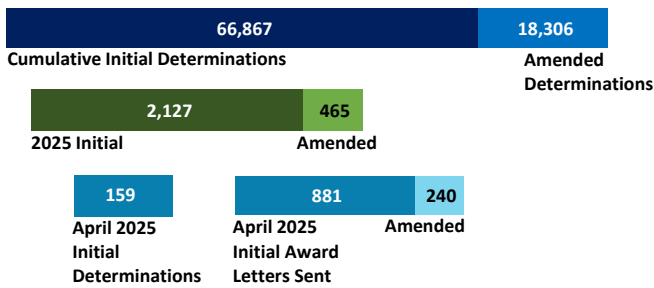 66,867 18,306
Cumulative Initial Determinations
Amended
Determinations
2,127 465
2025 Initial
Amended
159
April 2025
Initial
Determinations
881 240
April 2025
Initial Award
Letters Sent
Amended